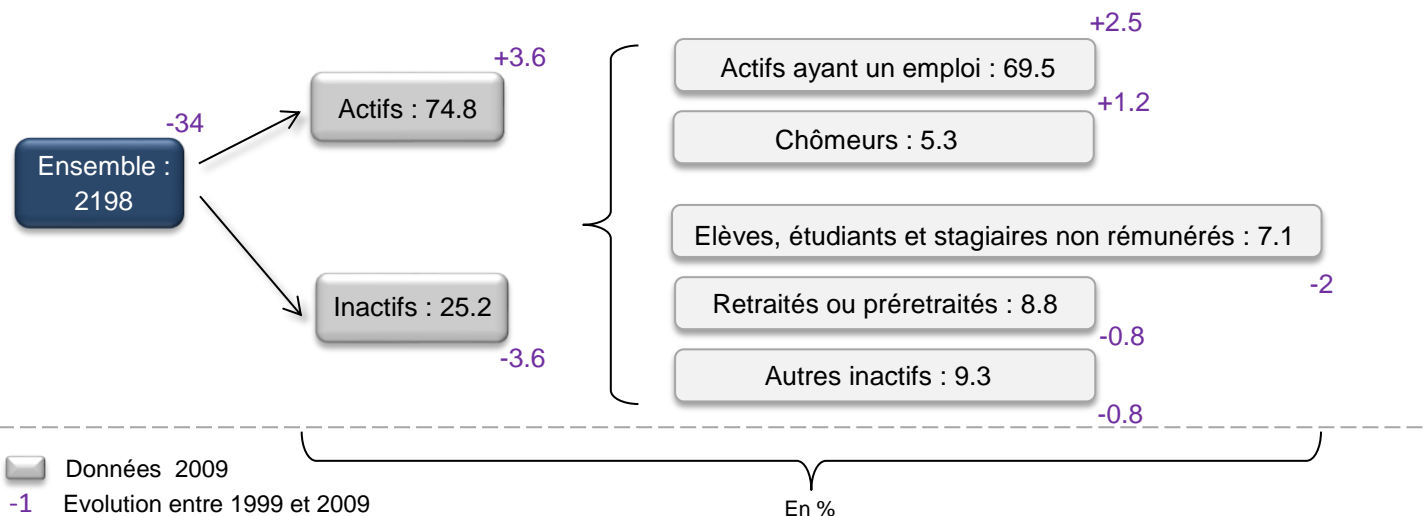 +2.5
+3.6
Actifs ayant un emploi : 69.5
Actifs : 74.8
+1.2
-34
Chômeurs : 5.3
Ensemble :
2198
Elèves, étudiants et stagiaires non rémunérés : 7.1
-2
Inactifs : 25.2
Retraités ou préretraités : 8.8
-0.8
-3.6
Autres inactifs : 9.3
-0.8
Données 2009
-1 Evolution entre 1999 et 2009
En %